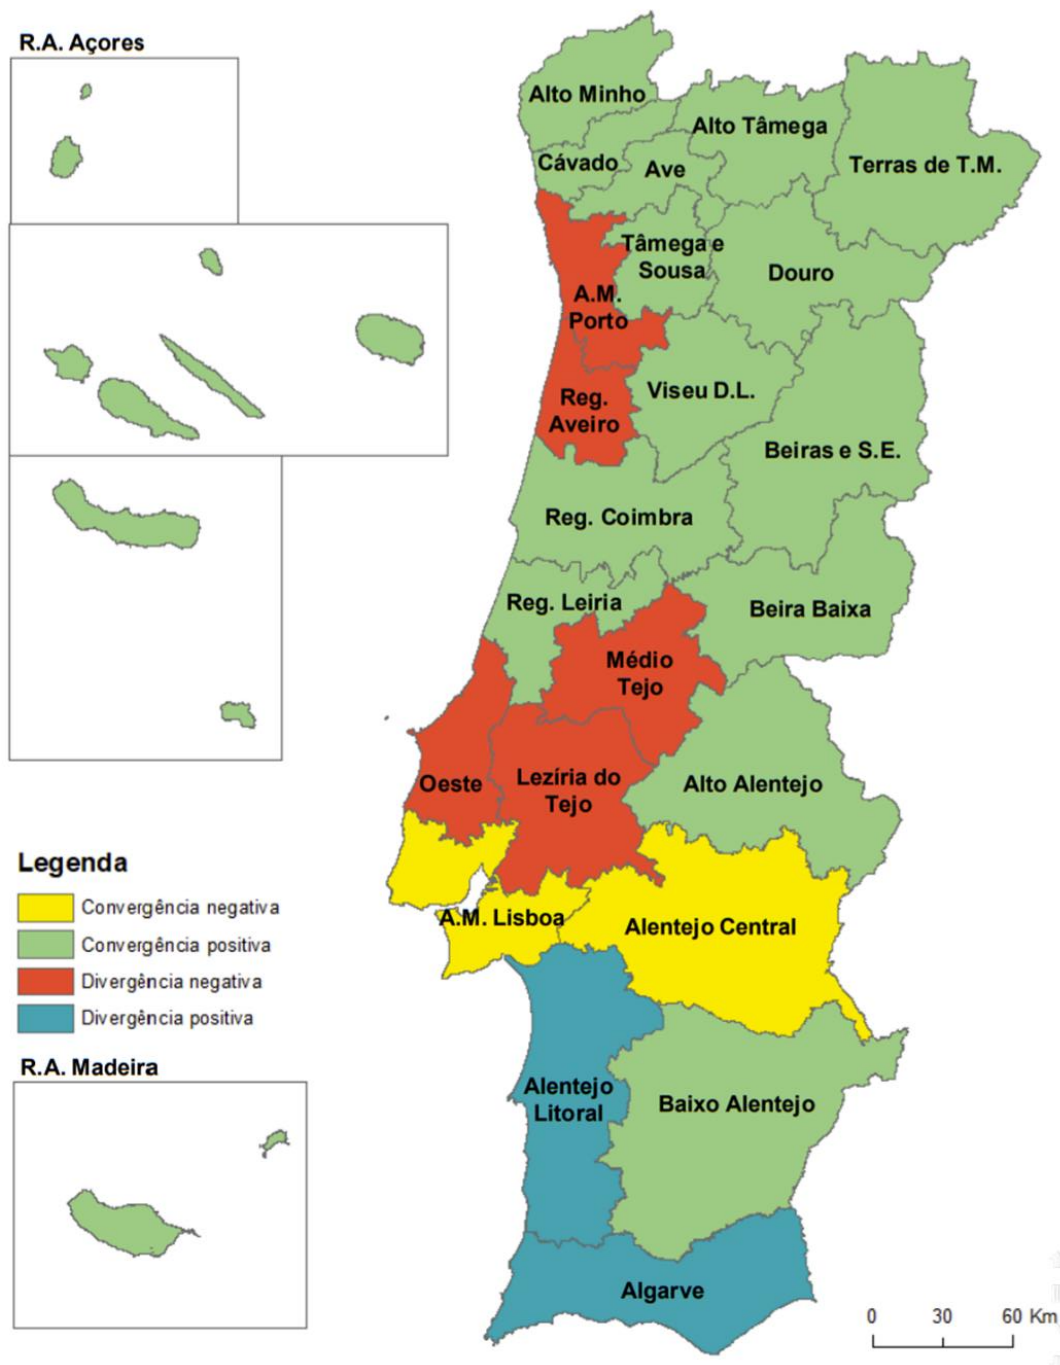 R.A. Açores
Alto Minho
Alto Tâmega
Cávado
Ave
Terras de T.M.
Tâmega e
Sousa
Douro
A.M.
Porto
Reg.
Aveiro
Viseu D.L.
Beiras e S.E.
Reg. Coimbra
Reg. Leiria
Beira Baixa
Médio
Tejo
Oeste
Lezíria do
Tejo
Alto Alentejo
Legenda
Convergência negativa
Convergência positiva
Divergência negativa
Divergência positiva
A.M. Lisboa
Alentejo Central
R.A. Madeira
Alentejo
Litoral
Baixo Alentejo
Algarve
0 30 60 Km